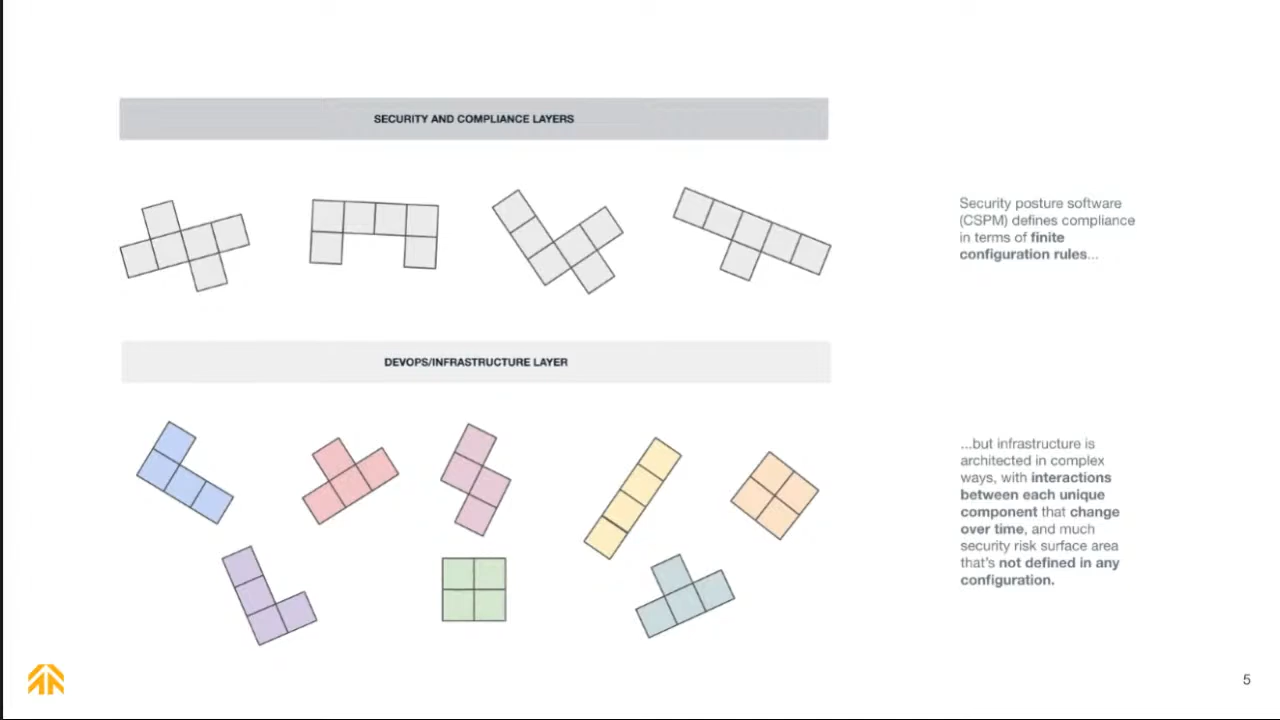 SECURITY AND COMPLIANCE LAYERS
Security posture software
(CSPM) defines compliance
in terms of finite
configuration rules...
DEVOPS/INFRASTRUCTURE LAYER
...but infrastructure is
architected in complex
ways, with interactions
between each unique
component that change
over time, and much
security risk surface area
that's not defined in any
configuration.
5